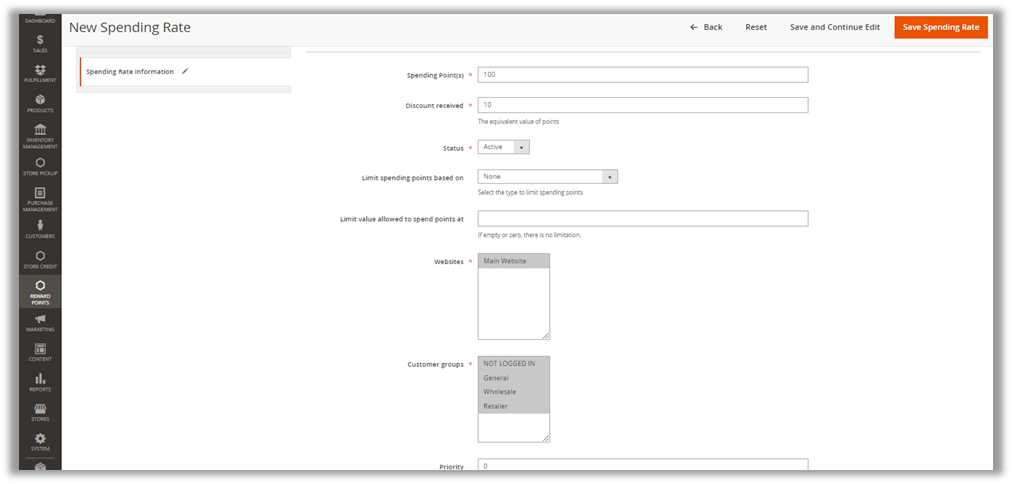 New Spending Rate
← Back
Reset
Save and Continue Edit
Save Spending Rate
DASHBOARD
$
SALES
FULFILLMENT
PRODUCTS
INVENTORY
MANAGEMENT
STORE PICKUP
PURCHASE
MANAGEMENT
CUSTOMERS
STORE CREDIT
REWARD
POINTS
MARKETING
CONTENT
REPORTS
STORES
SYSTEM
Spending Rate Information
Spending Point(s) * 100
Discount received * 10
The equivalent value of points
Status * Active
Limit spending points based on None
Select the type to limit spending points
Limit value allowed to spend points at
If empty or zero, there is no limitation.
Websites * Main Website
Customer groups * NOT LOGGED IN
General
Wholesale
Retailer
Priority 0